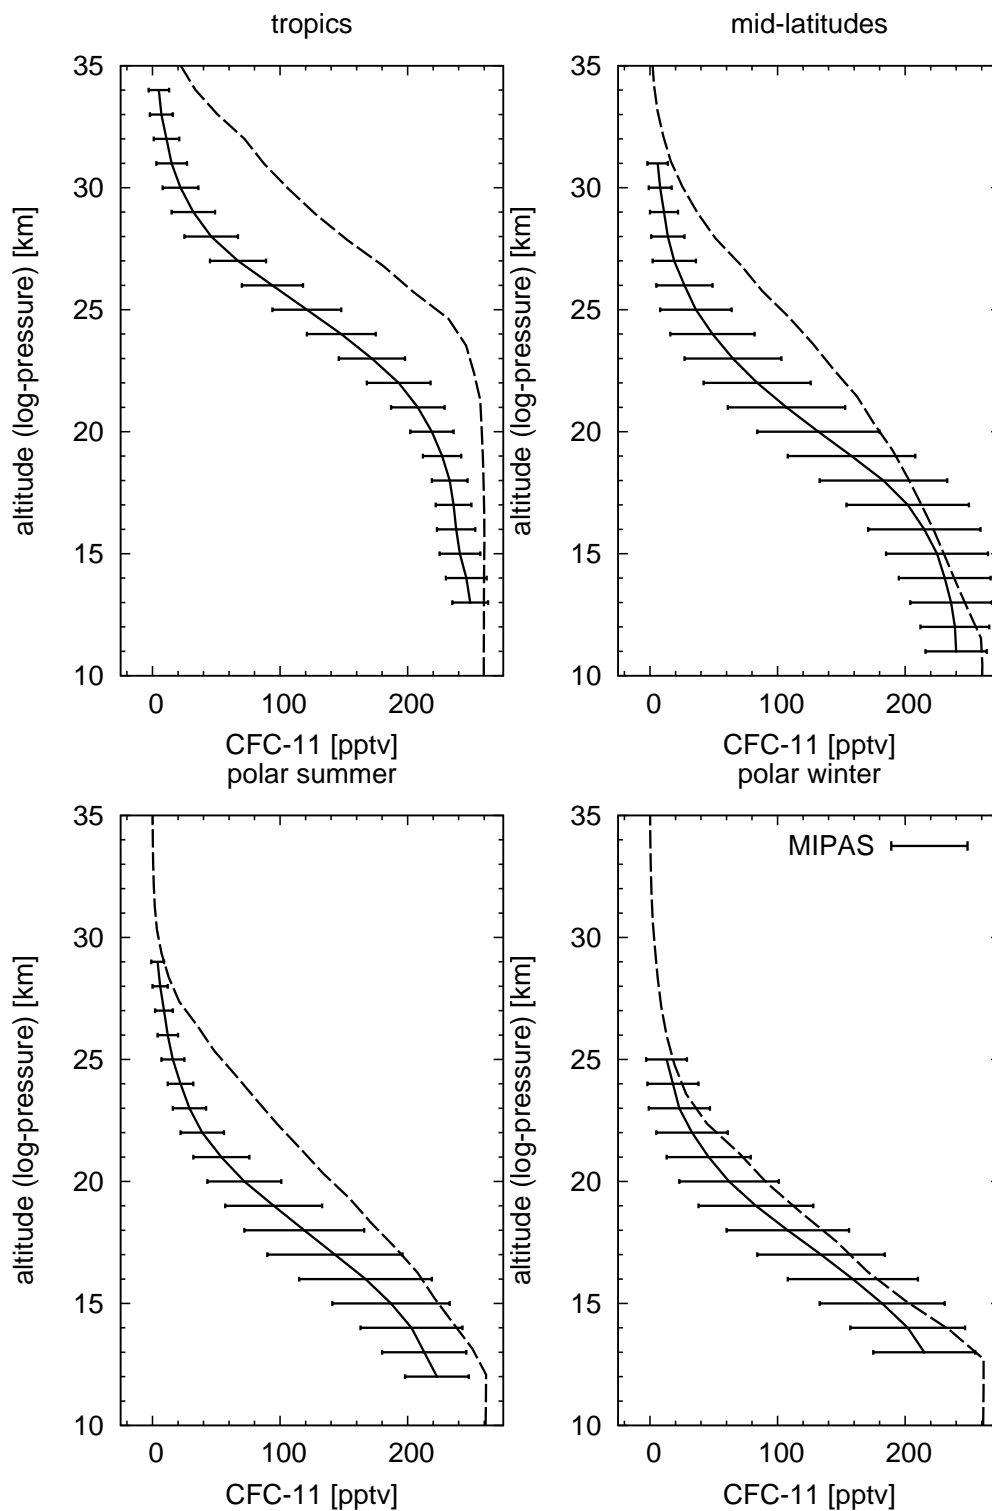 tropics
altitude (log-pressure) [km]
35
30
25
20
15
10
0 100 200
CFC-11 [pptv]
mid-latitudes
altitude (log-pressure) [km]
35
30
25
20
15
10
0 100 200
CFC-11 [pptv]
polar summer
altitude (log-pressure) [km]
35
30
25
20
15
10
0 100 200
CFC-11 [pptv]
polar winter
MIPAS
altitude (log-pressure) [km]
35
30
25
20
15
10
0 100 200
CFC-11 [pptv]